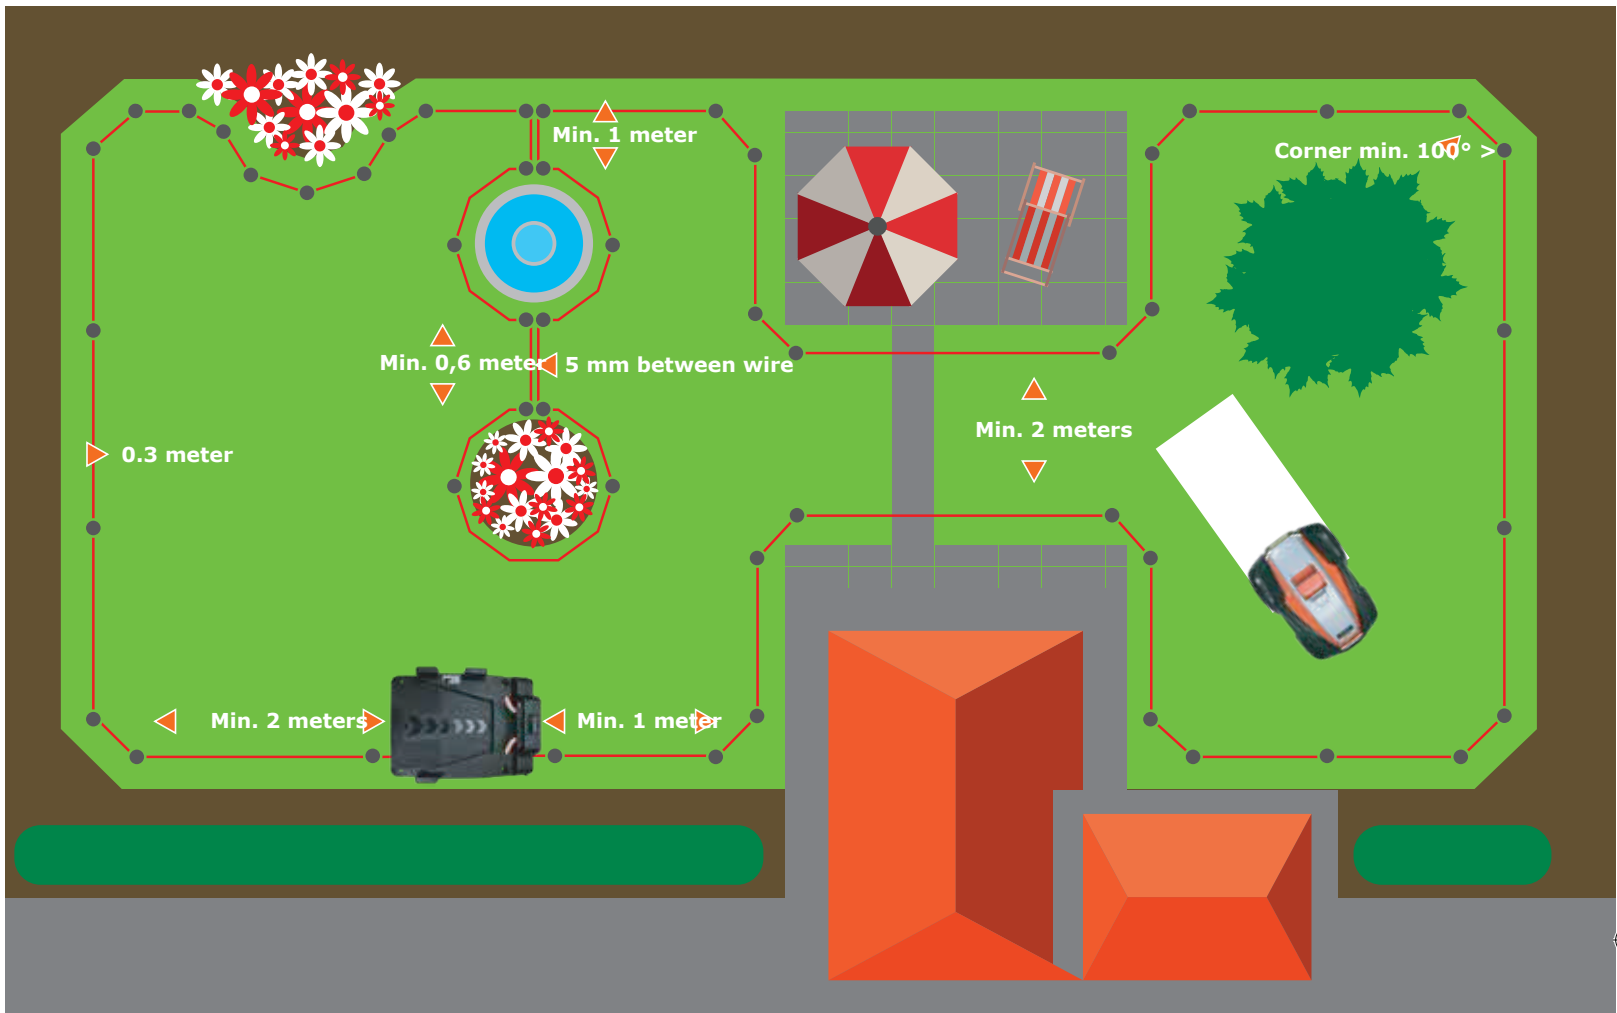 Min. 1 meter
Corner min. 100° >
Min. 0,6 meter
5 mm between wire
Min. 2 meters
0.3 meter
Min. 2 meters
Min. 1 meter